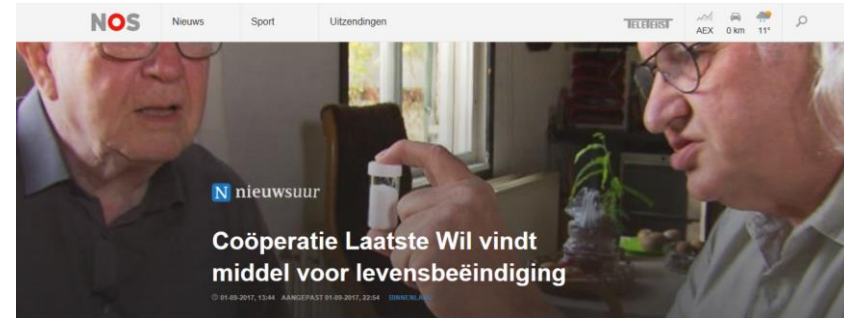 NOS Nieuws Sport Uitzendingen TELETEKST
AEX 0 km 11°
N nieuwsuur
Coöperatie Laatste Wil vindt
middel voor levensbeëindiging
01-09-2017, 13:44 AANGEPAST 01-09-2017, 22:54 BINNENLAND